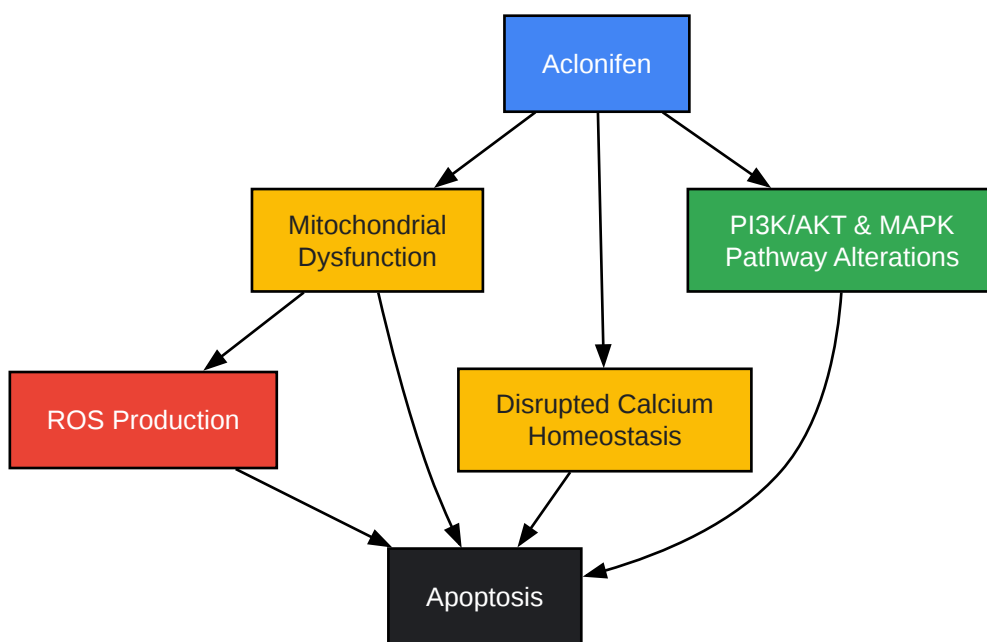 Aclonifen
Mitochondrial
Dysfunction
PI3K/AKT & MAPK
Pathway Alterations
ROS Production
Disrupted Calcium
Homeostasis
Apoptosis